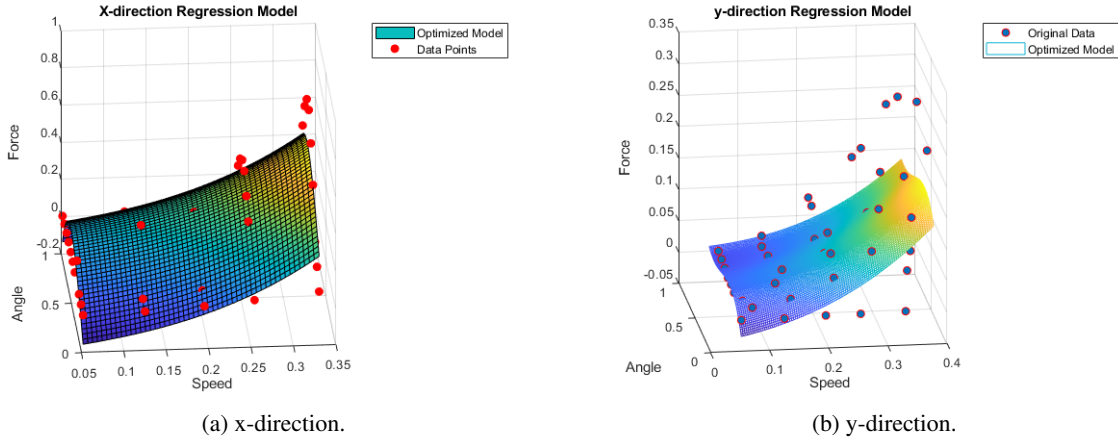 X-direction Regression Model
Optimized Model
Data Points
1
0.8
0.6
0.4
0.2
0
-0.2
Force
1
0.5
0
Angle
0.05 0.1 0.15 0.2 0.25 0.3 0.35
Speed
(a) x-direction.
y-direction Regression Model
Original Data
Optimized Model
0.35
0.3
0.25
0.2
0.15
0.1
0.05
0
-0.05
Force
1
0.5
0
Angle
0 0.1 0.2 0.3 0.4
Speed
(b) y-direction.